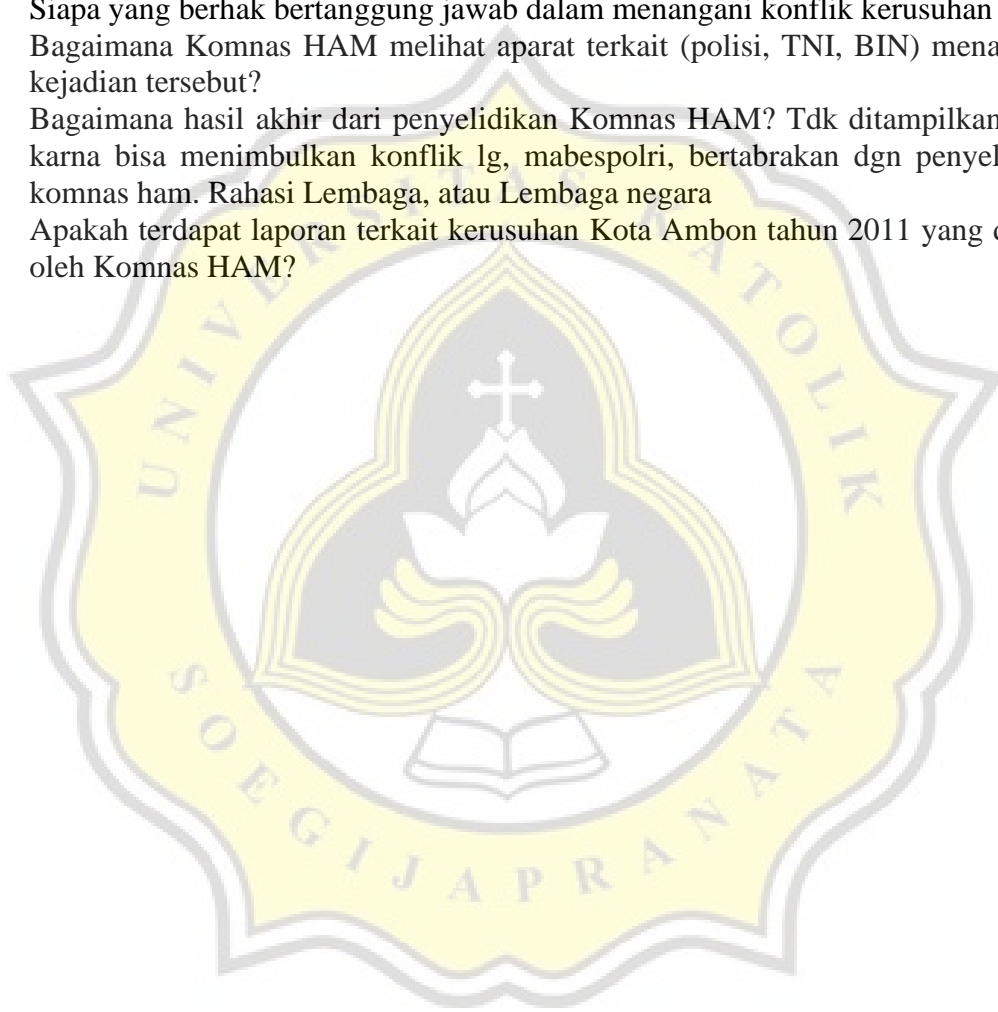 Siapa yang berhak bertanggung jawab dalam menangani konflik kerusuhan
Bagaimana Komnas HAM melihat aparat terkait (polisi, TNI, BIN)
kejadian tersebut?
Bagaimana hasil akhir dari penyelidikan Komnas HAM? Tdk ditampilkan
karna bisa menimbulkan konflik lg, mabespolri, bertabrakan dgn
komnas ham. Rahasi Lembaga, atau Lembaga negara
Apakah terdapat laporan terkait kerusuhan Kota Ambon tahun 2011 yang
oleh Komnas HAM?
UNIVERSITAS KATOLIK
SOEGIJAPRANATA